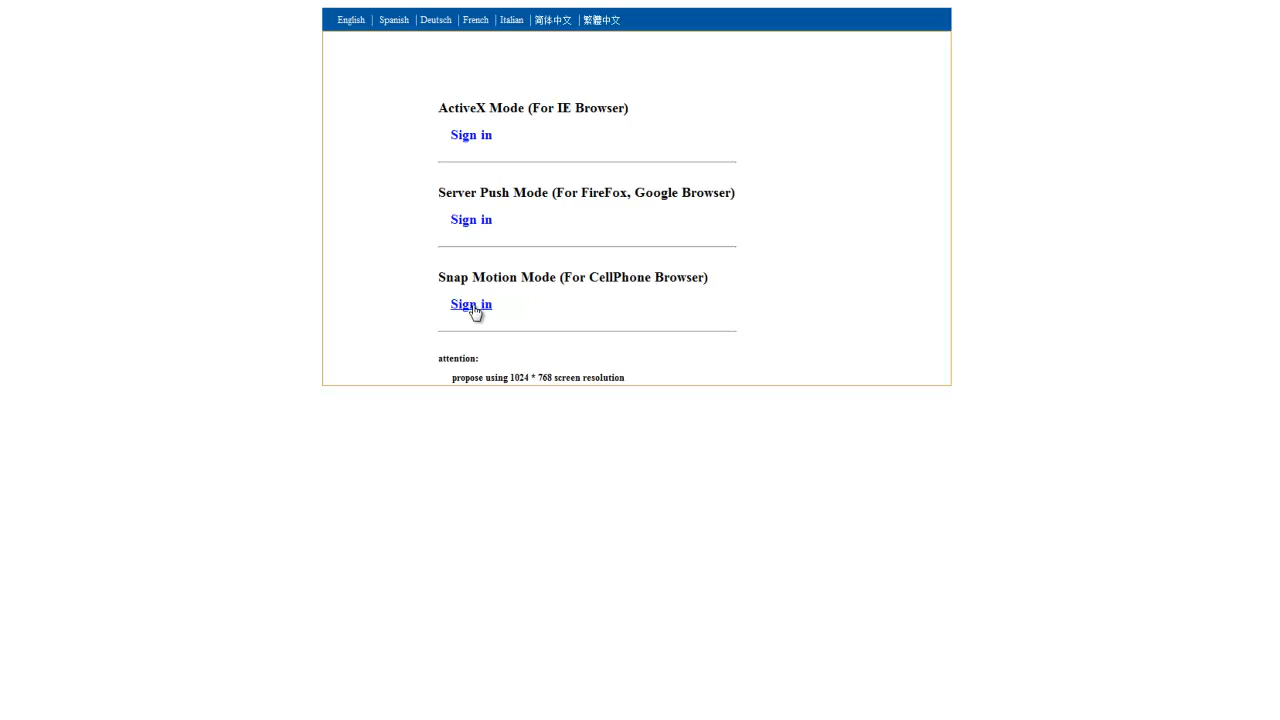 English | Spanish | Deutsch | French | Italian | 简体中文 | 繁體中文
ActiveX Mode (For IE Browser)
Sign in
Server Push Mode (For FireFox, Google Browser)
Sign in
Snap Motion Mode (For CellPhone Browser)
Sign in
attention:
propose using 1024 * 768 screen resolution